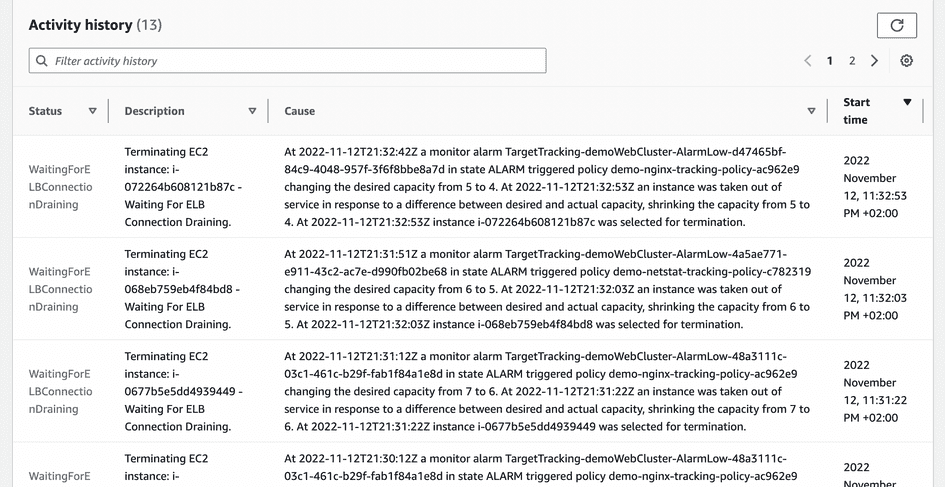 Activity history (13)
Filter activity history
1 2
Status Description Cause Start
time
WaitingForE
LBConnectio
nDraining
Terminating EC2
instance: i-
072264b608121b87c -
Waiting For ELB
Connection Draining.
At 2022-11-12T21:32:42Z a monitor alarm TargetTracking-demoWebCluster-AlarmLow-d47465bf-
84c9-4048-957f-3f6f8bbe8a7d in state ALARM triggered policy demo-nginx-tracking-policy-ac962e9
changing the desired capacity from 5 to 4. At 2022-11-12T21:32:53Z an instance was taken out of
service in response to a difference between desired and actual capacity, shrinking the capacity from 5 to
4. At 2022-11-12T21:32:53Z instance i-072264b608121b87c was selected for termination.
2022
November
12, 11:32:53
PM +02:00
WaitingForE
LBConnectio
nDraining
Terminating EC2
instance: i-
068eb759eb4f84bd8 -
Waiting For ELB
Connection Draining.
At 2022-11-12T21:31:51Z a monitor alarm TargetTracking-demoWebCluster-AlarmLow-4a5ae771-
e911-43c2-ac7e-d990fb02be68 in state ALARM triggered policy demo-netstat-tracking-policy-c782319
changing the desired capacity from 6 to 5. At 2022-11-12T21:32:03Z an instance was taken out of
service in response to a difference between desired and actual capacity, shrinking the capacity from 6 to
5. At 2022-11-12T21:32:03Z instance i-068eb759eb4f84bd8 was selected for termination.
2022
November
12, 11:32:03
PM +02:00
WaitingForE
LBConnectio
nDraining
Terminating EC2
instance: i-
0677b5e5dd4939449 -
Waiting For ELB
Connection Draining.
At 2022-11-12T21:31:12Z a monitor alarm TargetTracking-demoWebCluster-AlarmLow-48a3111c-
03c1-461c-b29f-fab1f84a1e8d in state ALARM triggered policy demo-nginx-tracking-policy-ac962e9
changing the desired capacity from 7 to 6. At 2022-11-12T21:31:22Z an instance was taken out of
service in response to a difference between desired and actual capacity, shrinking the capacity from 7 to
6. At 2022-11-12T21:31:22Z instance i-0677b5e5dd4939449 was selected for termination.
2022
November
12, 11:31:22
PM +02:00
WaitingForE
Terminating EC2
instance: i-
At 2022-11-12T21:30:12Z a monitor alarm TargetTracking-demoWebCluster-AlarmLow-48a3111c-
03c1-461c-b29f-fab1f84a1e8d in state ALARM triggered policy demo-nginx-tracking-policy-ac962e9
2022
November